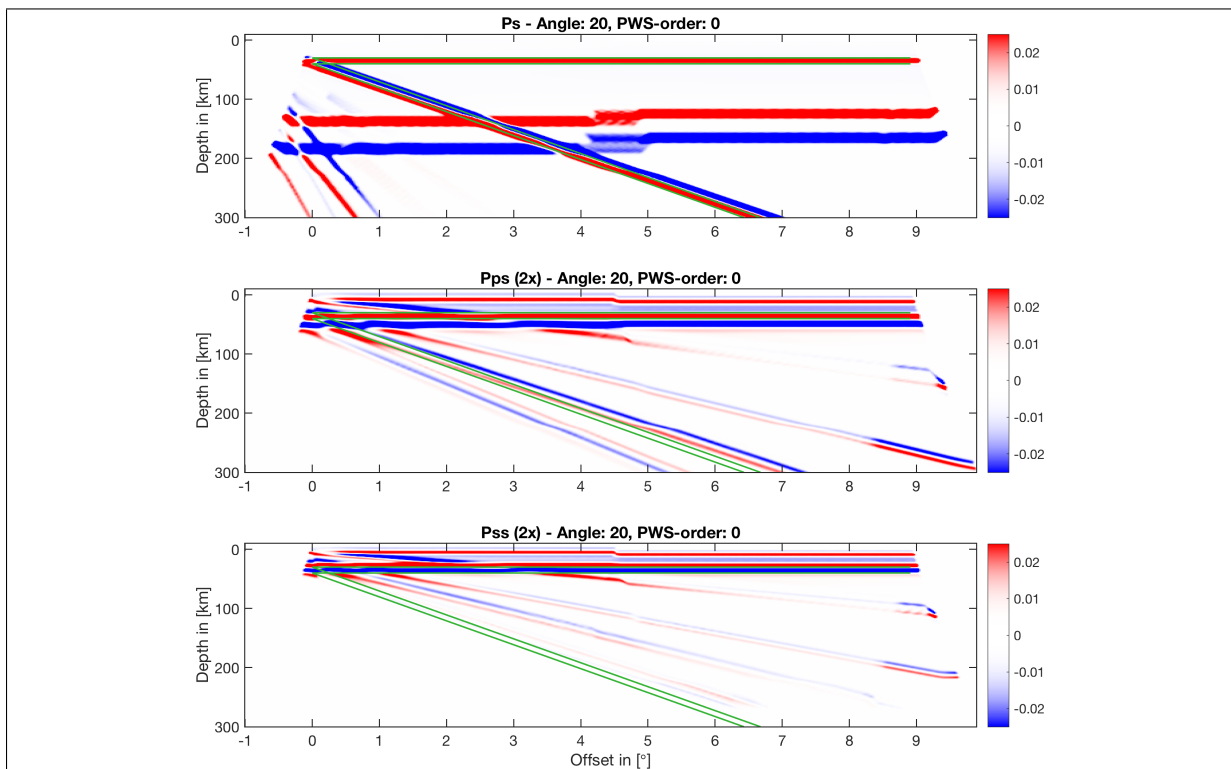 Ps - Angle: 20, PWS-order: 0
0
100
200
300
Depth in [km]
-1 0 1 2 3 4 5 6 7 8 9
0.02
0.01
0
-0.01
-0.02
Pps (2x) - Angle: 20, PWS-order: 0
0
100
200
300
Depth in [km]
-1 0 1 2 3 4 5 6 7 8 9
0.02
0.01
0
-0.01
-0.02
Pss (2x) - Angle: 20, PWS-order: 0
0
100
200
300
Depth in [km]
-1 0 1 2 3 4 5 6 7 8 9
Offset in [°]
0.02
0.01
0
-0.01
-0.02